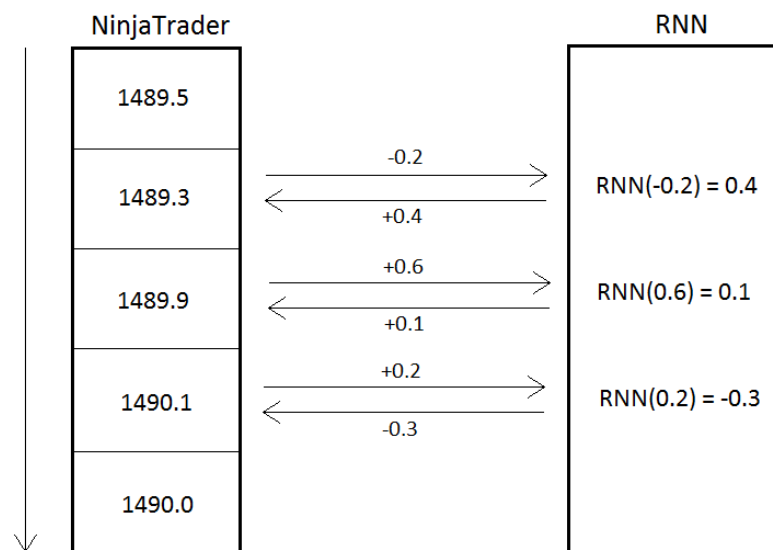 NinjaTrader
RNN
1489.5
-0.2
1489.3
RNN(-0.2) = 0.4
+0.4
+0.6
1489.9
RNN(0.6) = 0.1
+0.1
+0.2
1490.1
RNN(0.2) = -0.3
-0.3
1490.0